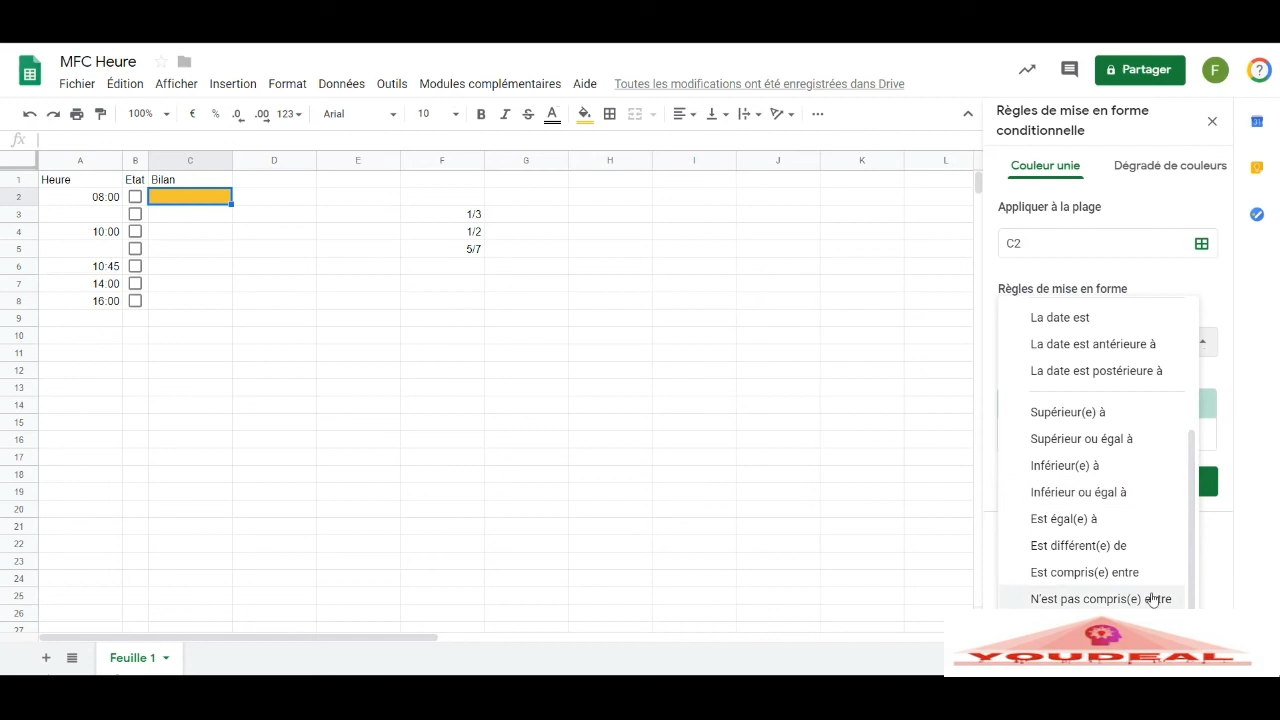 MFC Heure
Fichier Édition Afficher Insertion Format Données Outils Modules complémentaires Aide Toutes les modifications ont été enregistrées dans Drive
Partager
F
?
100% € % .0 .00 123 Arial 10 B I S A
fx
Règles de mise en forme
conditionnelle
Couleur unie Dégradé de couleurs
Appliquer à la plage
C2
Règles de mise en forme
La date est
La date est antérieure à
La date est postérieure à
Supérieur(e) à
Supérieur ou égal à
Inférieur(e) à
Inférieur ou égal à
Est égal(e) à
Est différent(e) de
Est compris(e) entre
N'est pas compris(e) entre
A B C D E F G H I J K L
1 Heure Etat Bilan
2 08:00
3 1/3
4 10:00 1/2
5 5/7
6 10:45
7 14:00
8 16:00
9
10
11
12
13
14
15
16
17
18
19
20
21
22
23
24
25
26
27
Feuille 1
YOUDEAL